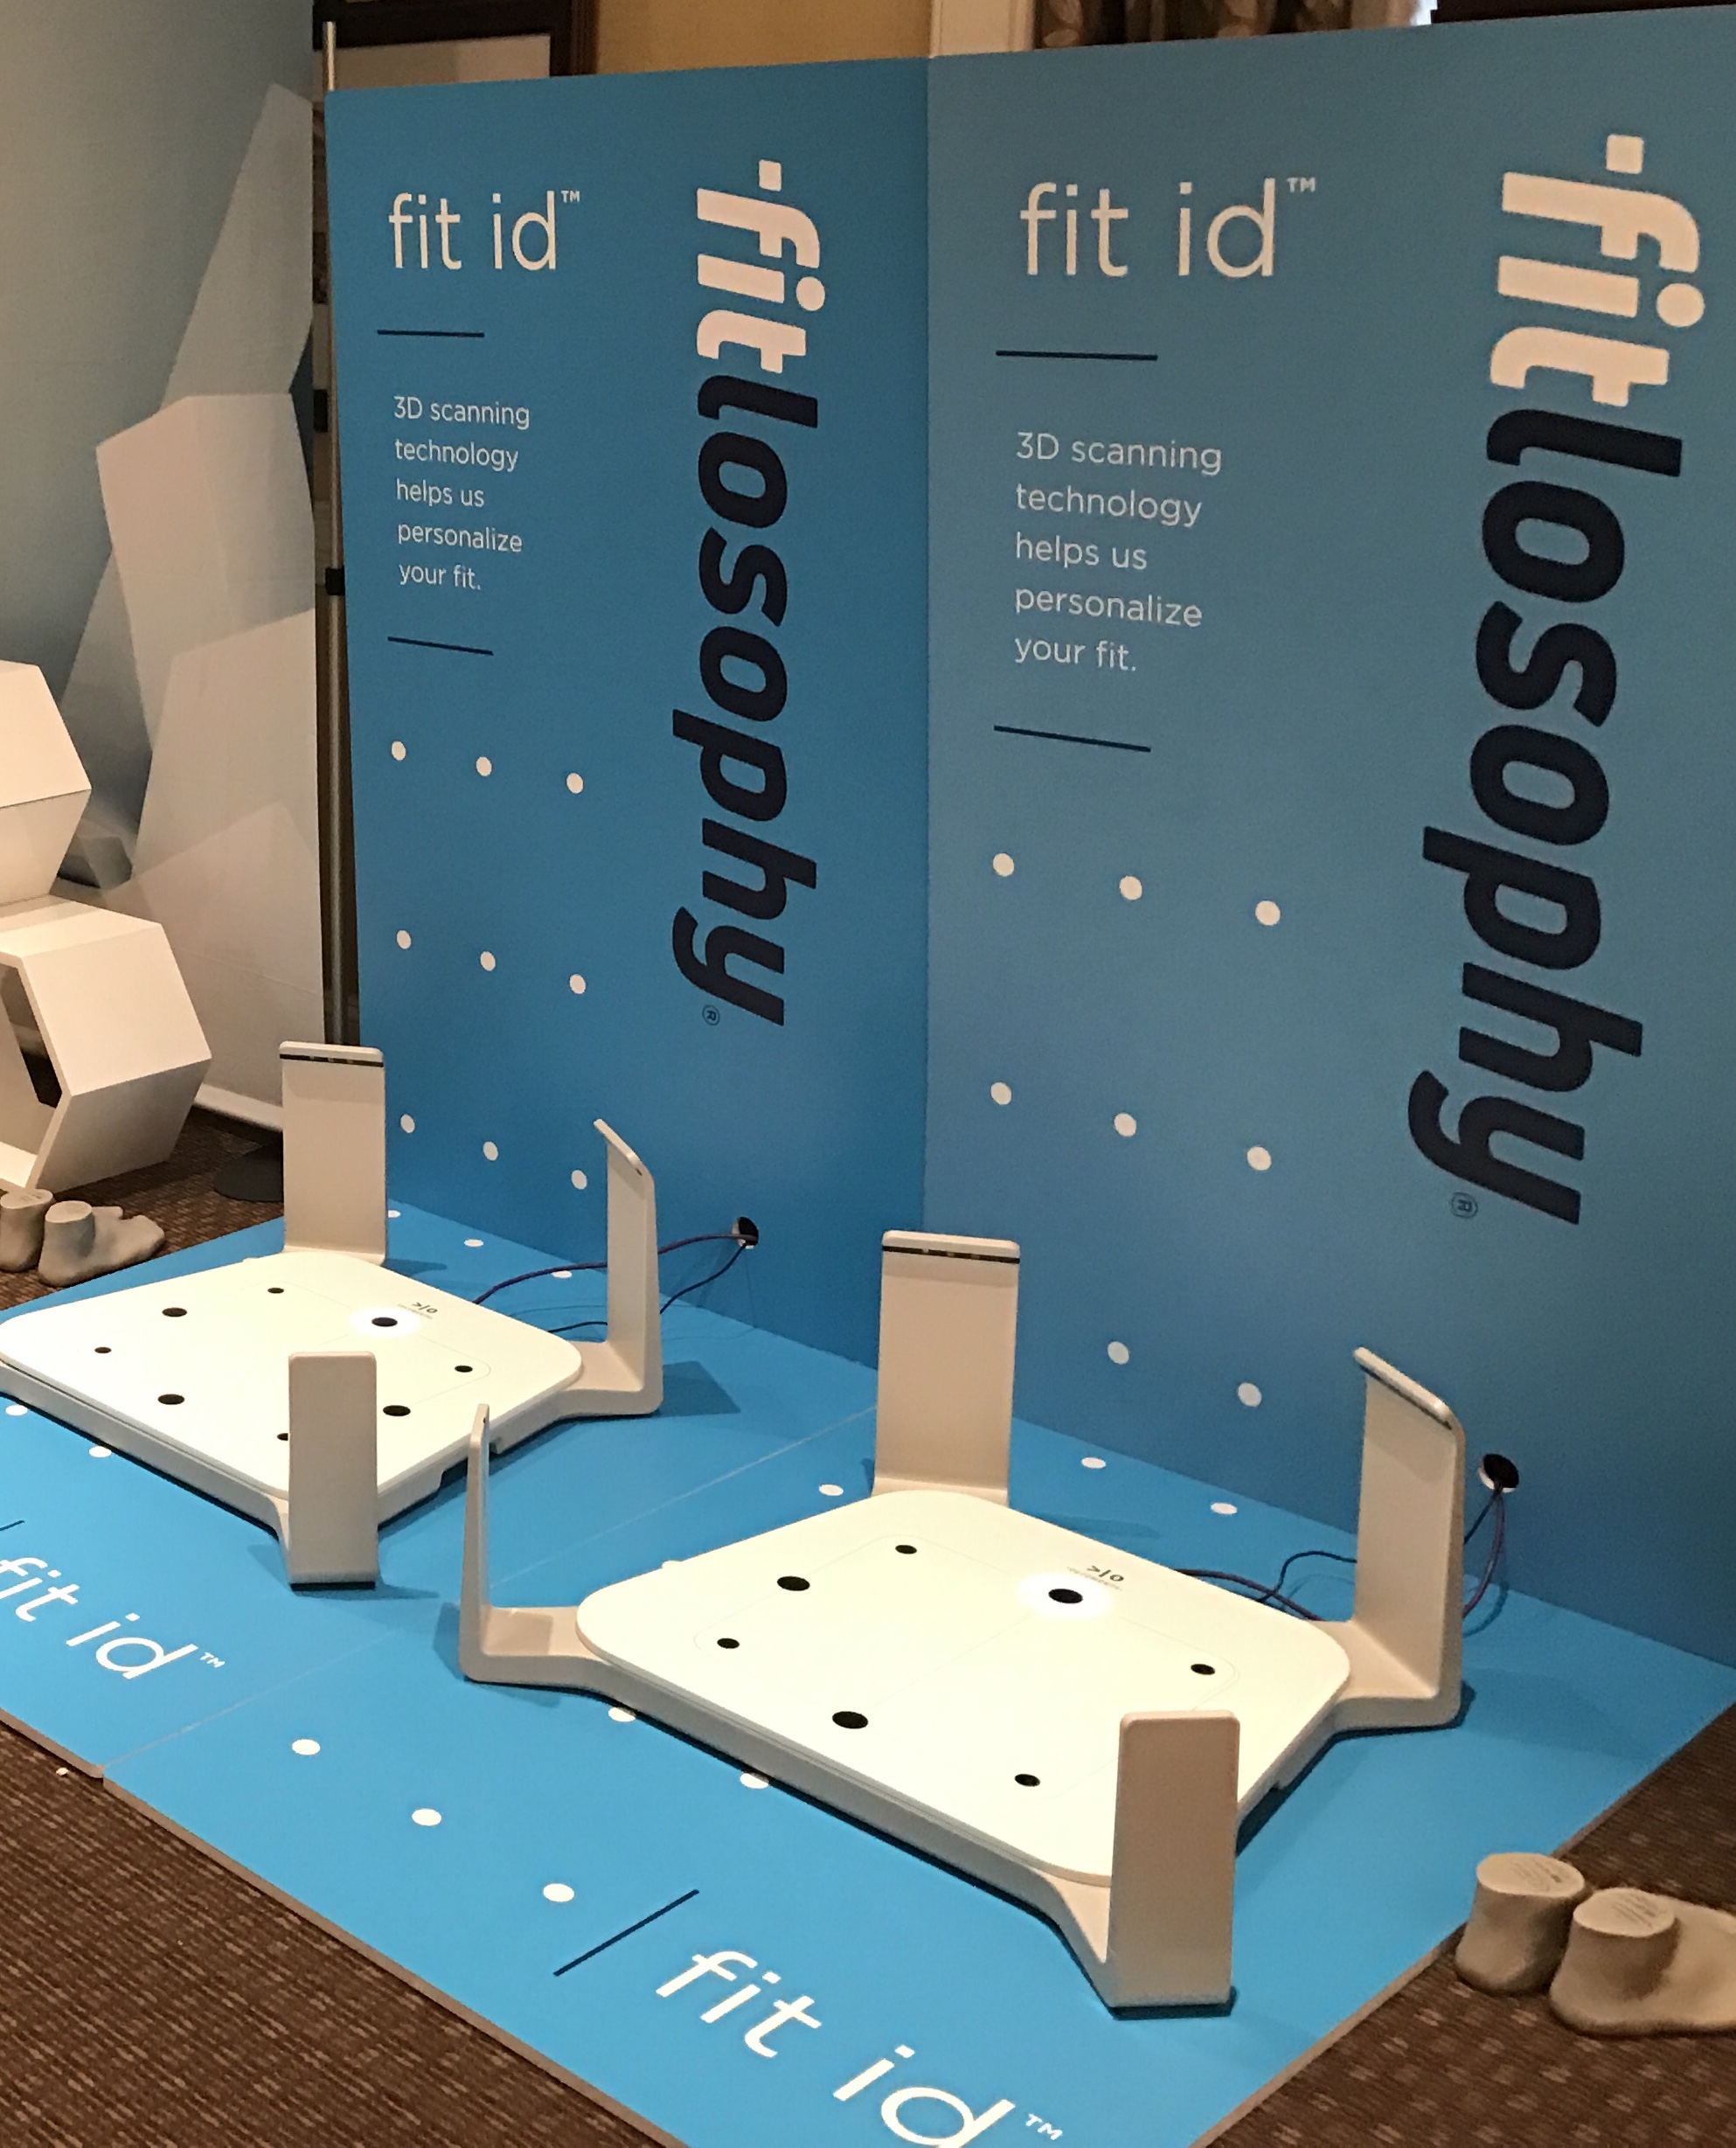 fit id™
3D scanning
technology
helps us
personalize
your fit.
fitlosophy®
fit id™
3D scanning
technology
helps us
personalize
your fit.
fitlosophy®
fit id™
fit id™